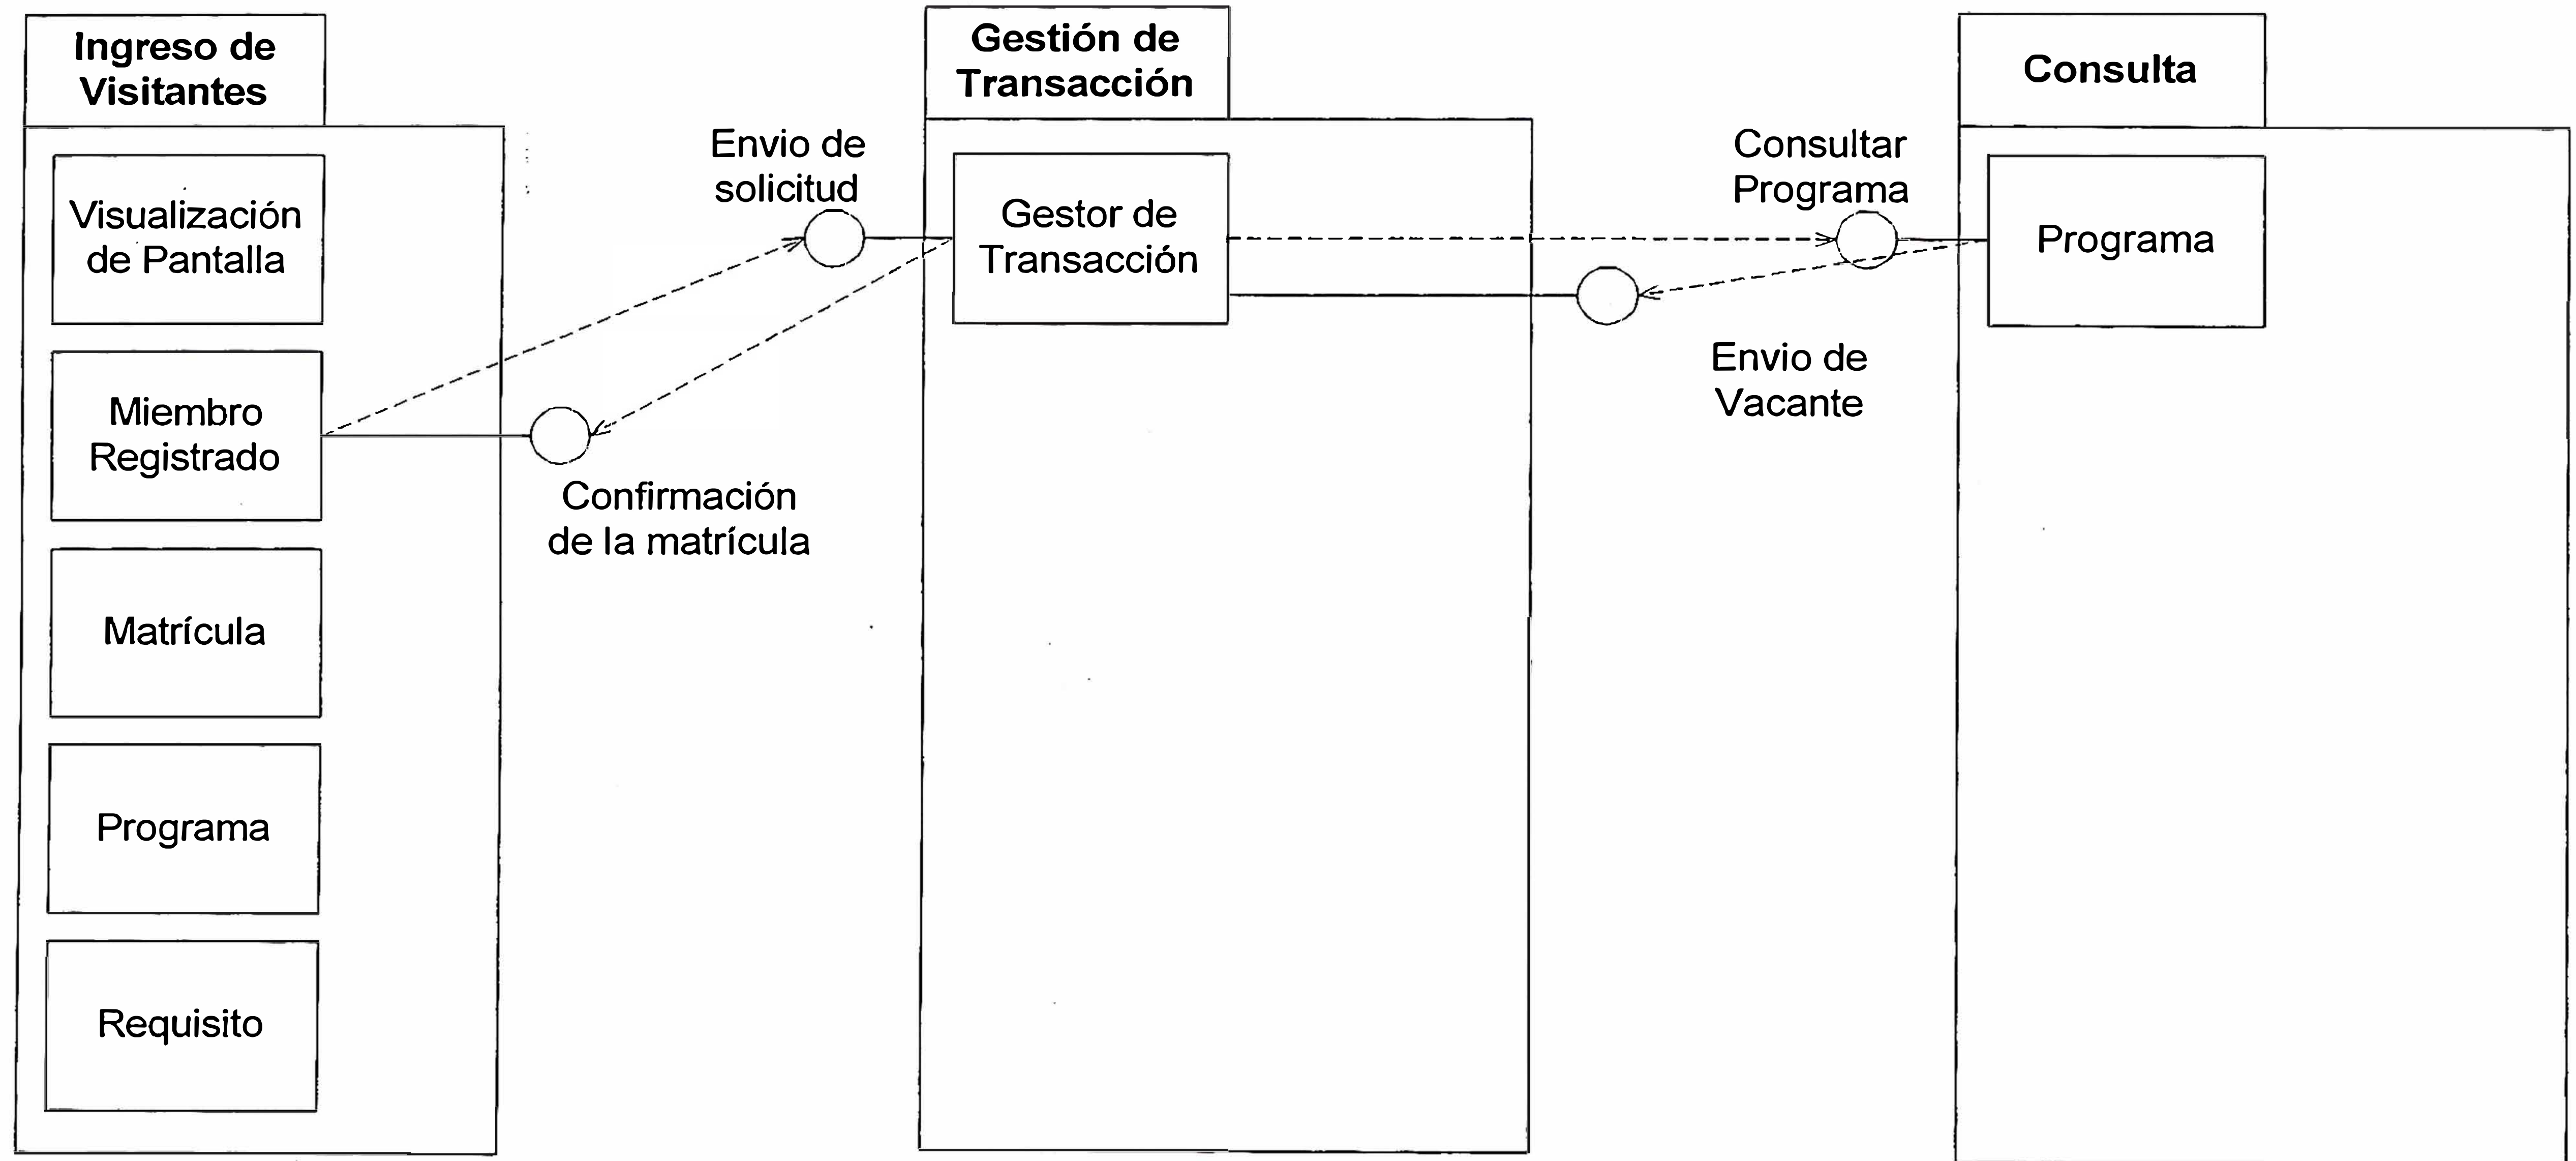 Ingreso de
Visitantes
Visualización
de Pantalla
Miembro
Registrado
Matrícula
Programa
Requisito
Envio de
solicitud
Confirmación
de la matrícula
Gestión de
Transacción
Gestor de
Transacción
Consultar
Programa
Envio de
Vacante
Consulta
Programa